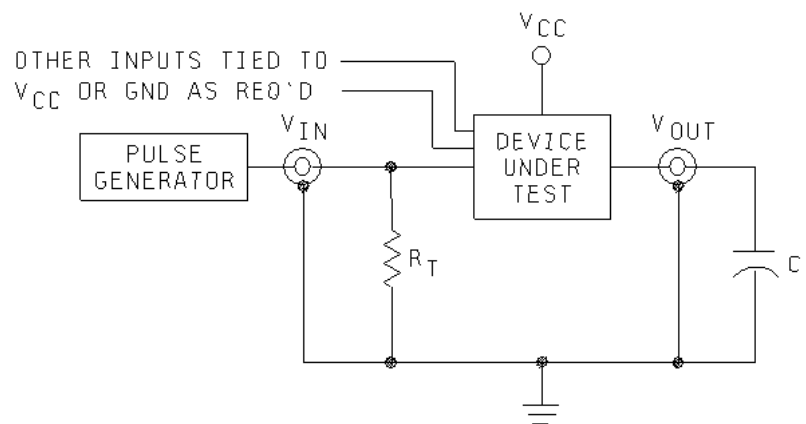 VCC
OTHER INPUTS TIED TO
VCC OR GND AS REQ'D
VIN
VOUT
PULSE
GENERATOR
DEVICE
UNDER
TEST
RT
C